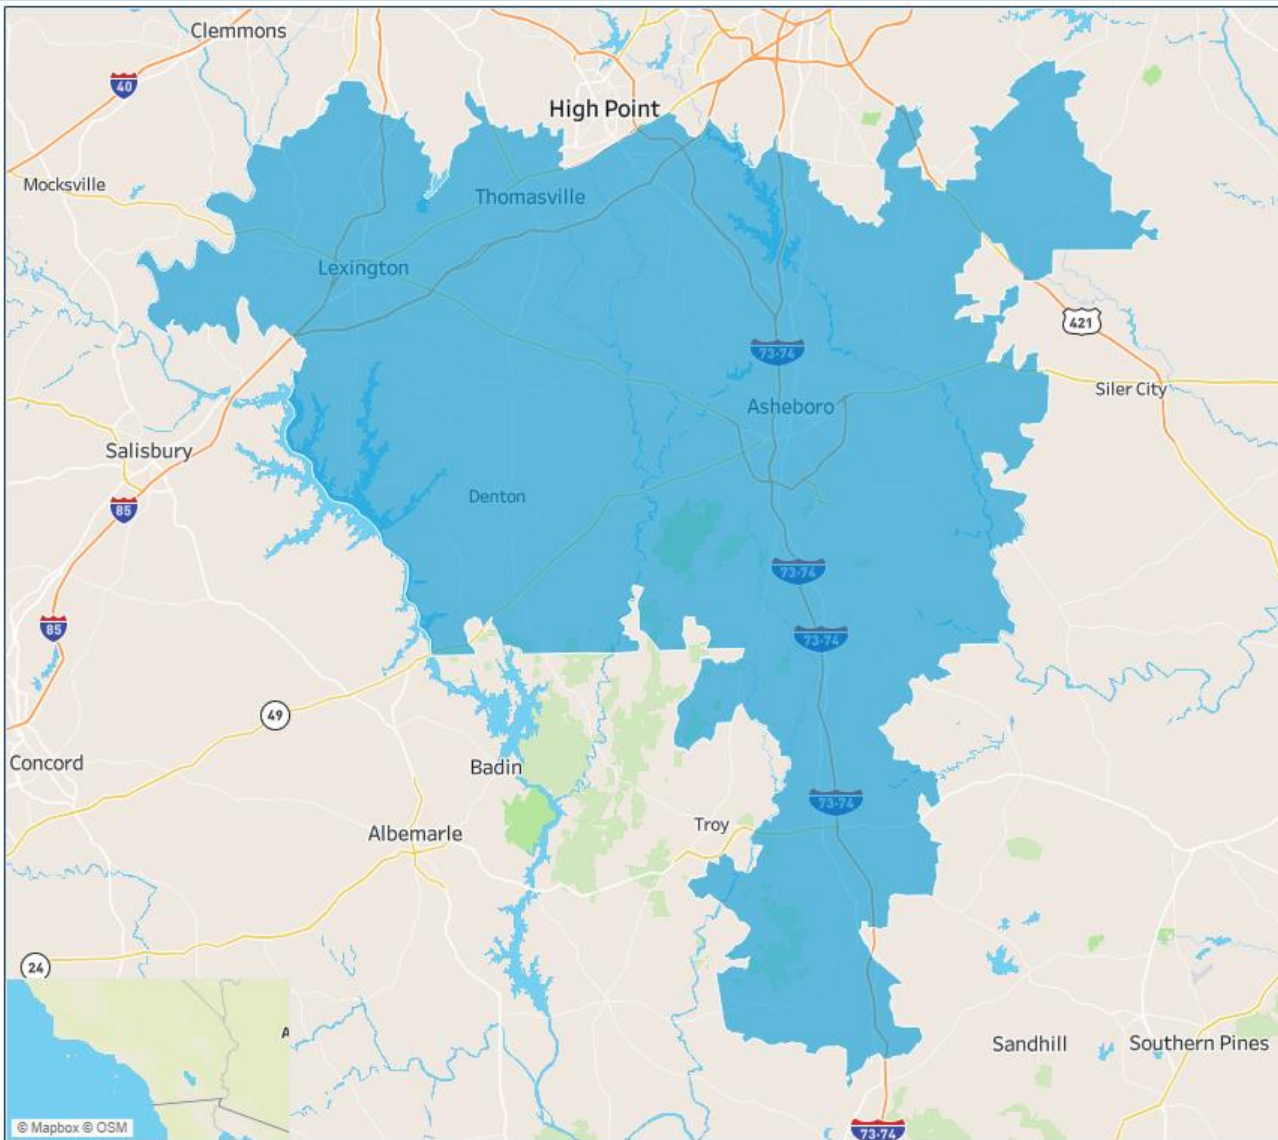 Clemmons
40
High Point
Mocksville
Thomasville
Lexington
421
73-74
Siler City
Asheboro
Salisbury
Denton
85
73-74
85
73-74
49
Concord
Badin
73-74
Troy
Albemarle
24
A
Sandhill
Southern Pines
© Mapbox © OSM
73-74